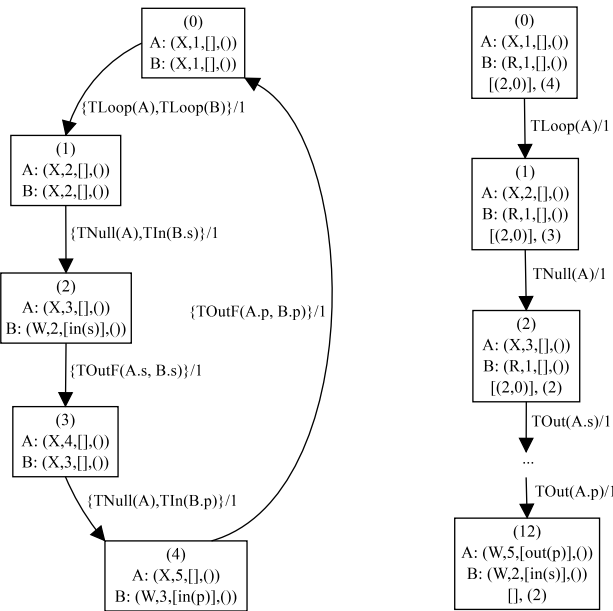 (0)
A: (X,1,[],())
B: (X,1,[],())
{TLoop(A),TLoop(B)}/1
(1)
A: (X,2,[],())
B: (X,2,[],())
{TNull(A),TIn(B.s)}/1
(2)
A: (X,3,[],())
B: (W,2,[in(s)],())
{TOutF(A.p, B.p)}/1
{TOutF(A.s, B.s)}/1
(3)
A: (X,4,[],())
B: (X,3,[],())
{TNull(A),TIn(B.p)}/1
(4)
A: (X,5,[],())
B: (W,3,[in(p)],())
(0)
A: (X,1,[],())
B: (R,1,[],())
[(2,0)], (4)
TLoop(A)/1
(1)
A: (X,2,[],())
B: (R,1,[],())
[(2,0)], (3)
TNull(A)/1
(2)
A: (X,3,[],())
B: (R,1,[],())
[(2,0)], (2)
TOut(A.s)/1
...
TOut(A.p)/1
(12)
A: (W,5,[out(p)],())
B: (W,2,[in(s)],())
[], (2)